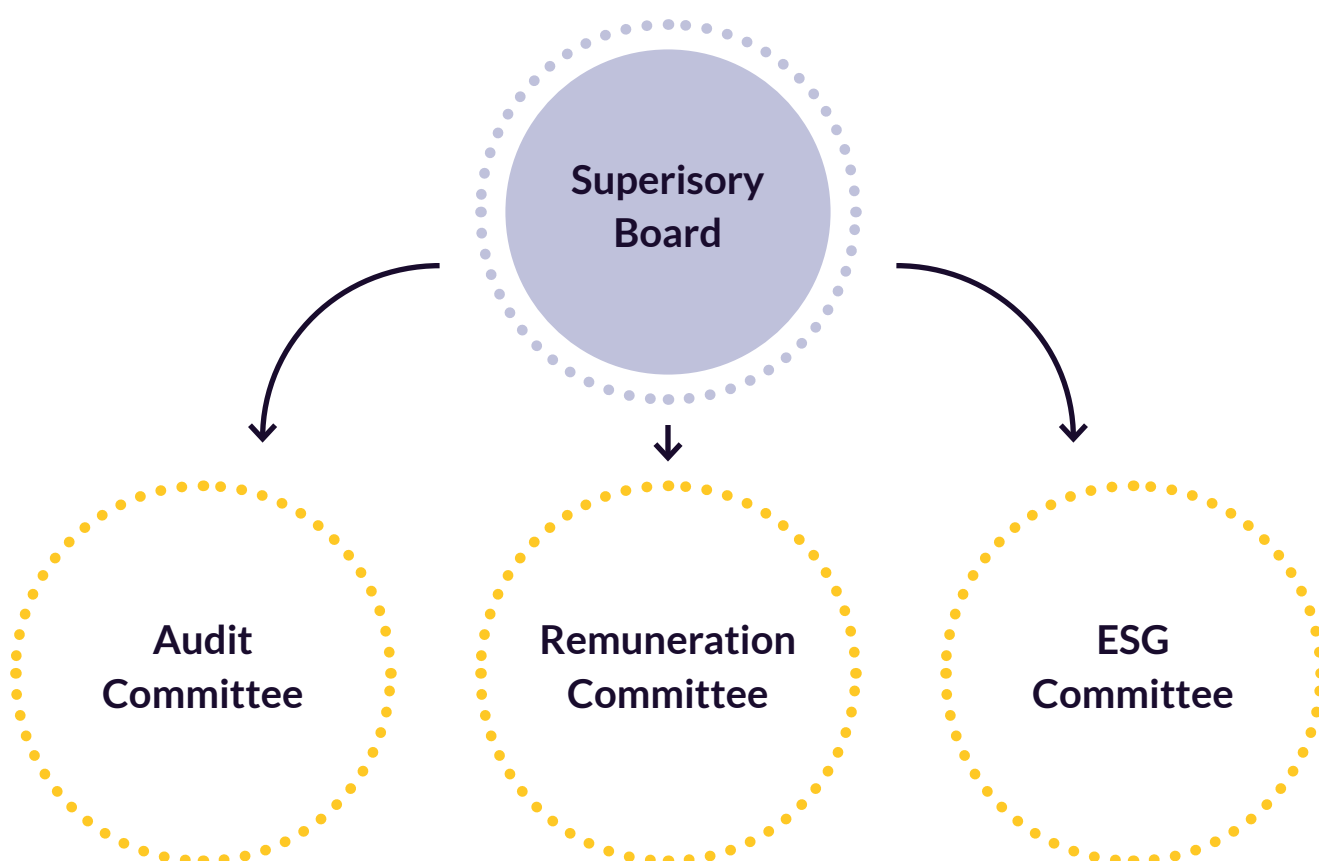 Superisory
Board
Audit
Committee
Remuneration
Committee
ESG
Committee